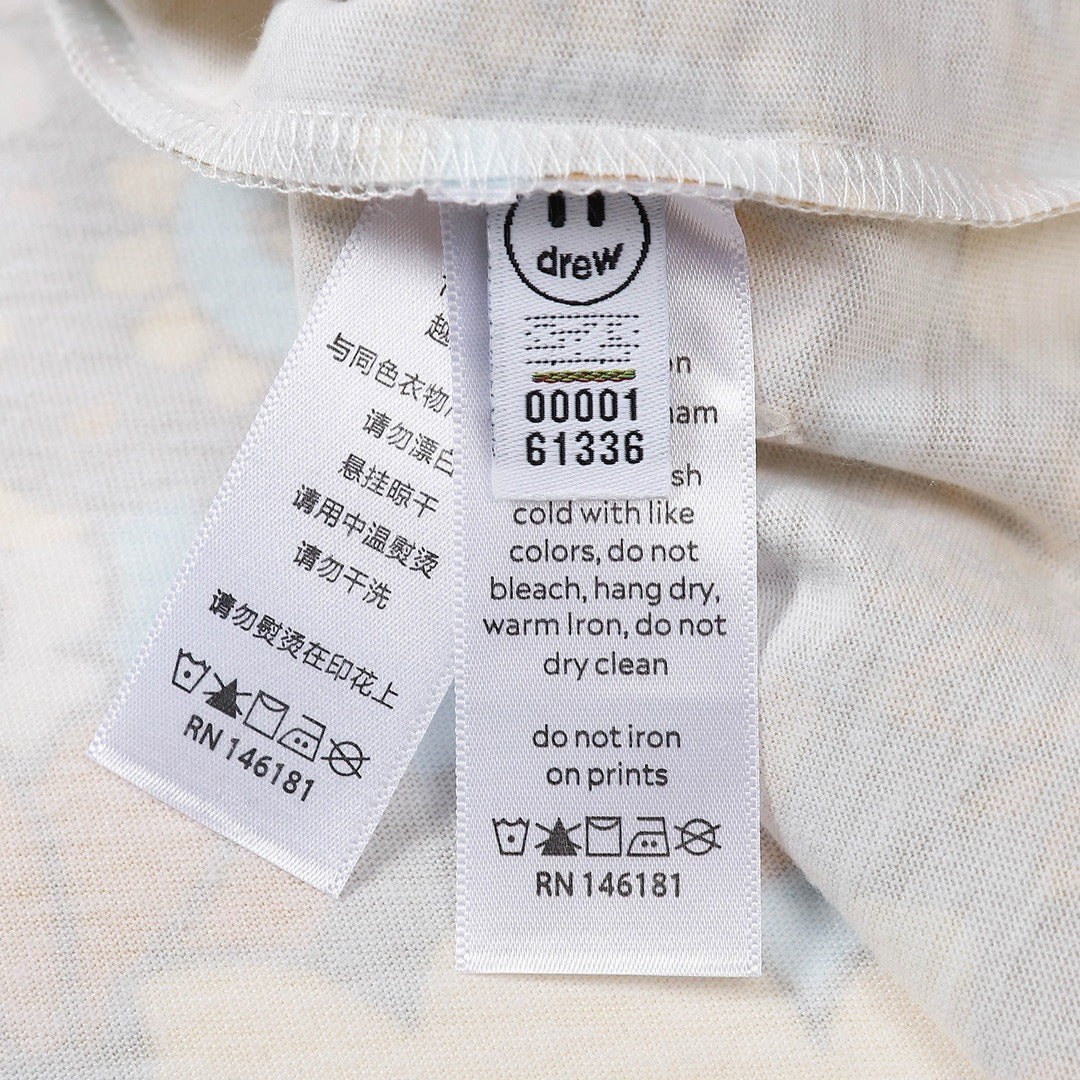 与同色衣物
请勿漂白
悬挂晾干
请用中温熨烫
请勿干洗
请勿熨烫在印花上
RN 146181
drew
00001
61336
cold with like
colors, do not
bleach, hang dry,
warm Iron, do not
dry clean
do not iron
on prints
RN 146181